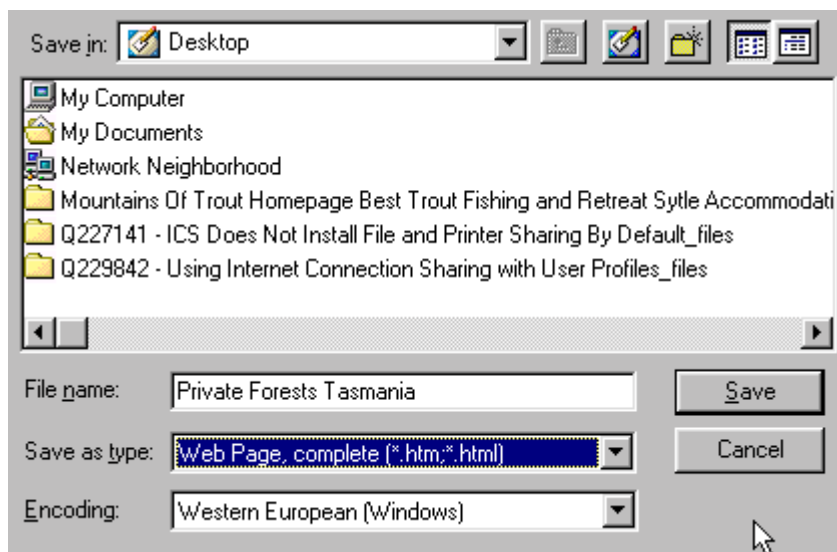 Save in: Desktop
My Computer
My Documents
Network Neighborhood
Mountains Of Trout Homepage Best Trout Fishing and Retreat Sytle Accommodati
Q227141 - ICS Does Not Install File and Printer Sharing By Default_files
Q229842 - Using Internet Connection Sharing with User Profiles_files
File name: Private Forests Tasmania Save
Save as type: Web Page, complete (*.htm;*.html) Cancel
Encoding: Western European (Windows)